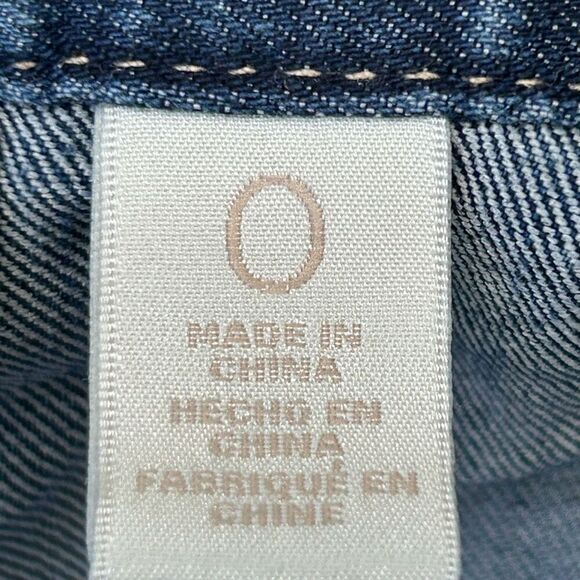 0
MADE IN
CHINA
HECHO EN
CHINA
FABRIQUÉ EN
CHINE